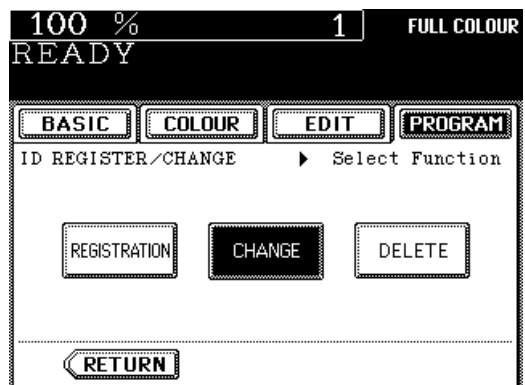 100 % 1 FULL COLOUR
READY
BASIC COLOUR EDIT PROGRAM
ID REGISTER/CHANGE ▶ Select Function
REGISTRATION CHANGE DELETE
RETURN